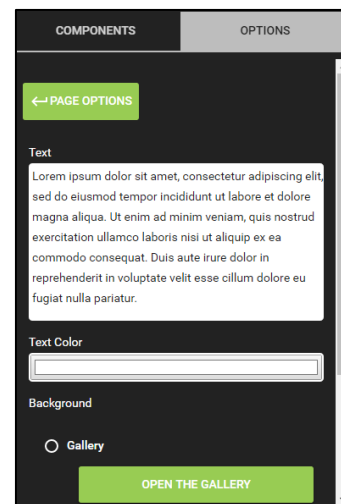 COMPONENTS OPTIONS
PAGE OPTIONS
Text
Lorem ipsum dolor sit amet, consectetur adipiscing elit,
sed do eiusmod tempor incididunt ut labore et dolore
magna aliqua. Ut enim ad minim veniam, quis nostrud
exercitation ullamco laboris nisi ut aliquip ex ea
commodo consequat. Duis aute irure dolor in
reprehenderit in voluptate velit esse cillum dolore eu
fugiat nulla pariatur.
Text Color
Background
Gallery
OPEN THE GALLERY